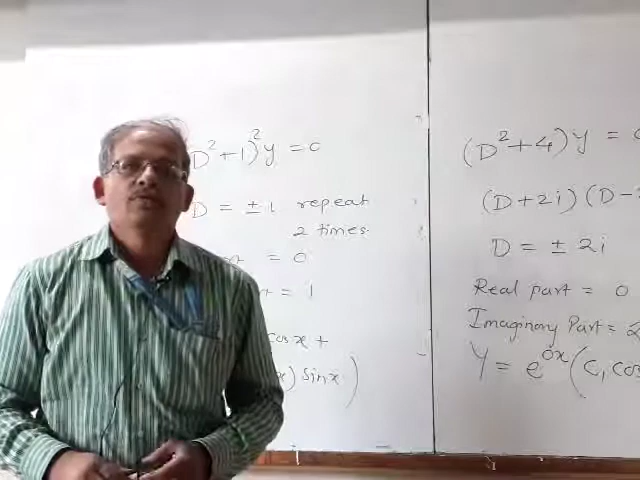 D² + 1)² y = 0
D = ± i repeat
2 times.
= 0
= 1
cos x +
x) Sin x)
(D² + 4) y =
(D + 2i) (D -
D = ± 2i
Real part = 0
Imaginary Part = 2
y = e^0x (C₁ cos